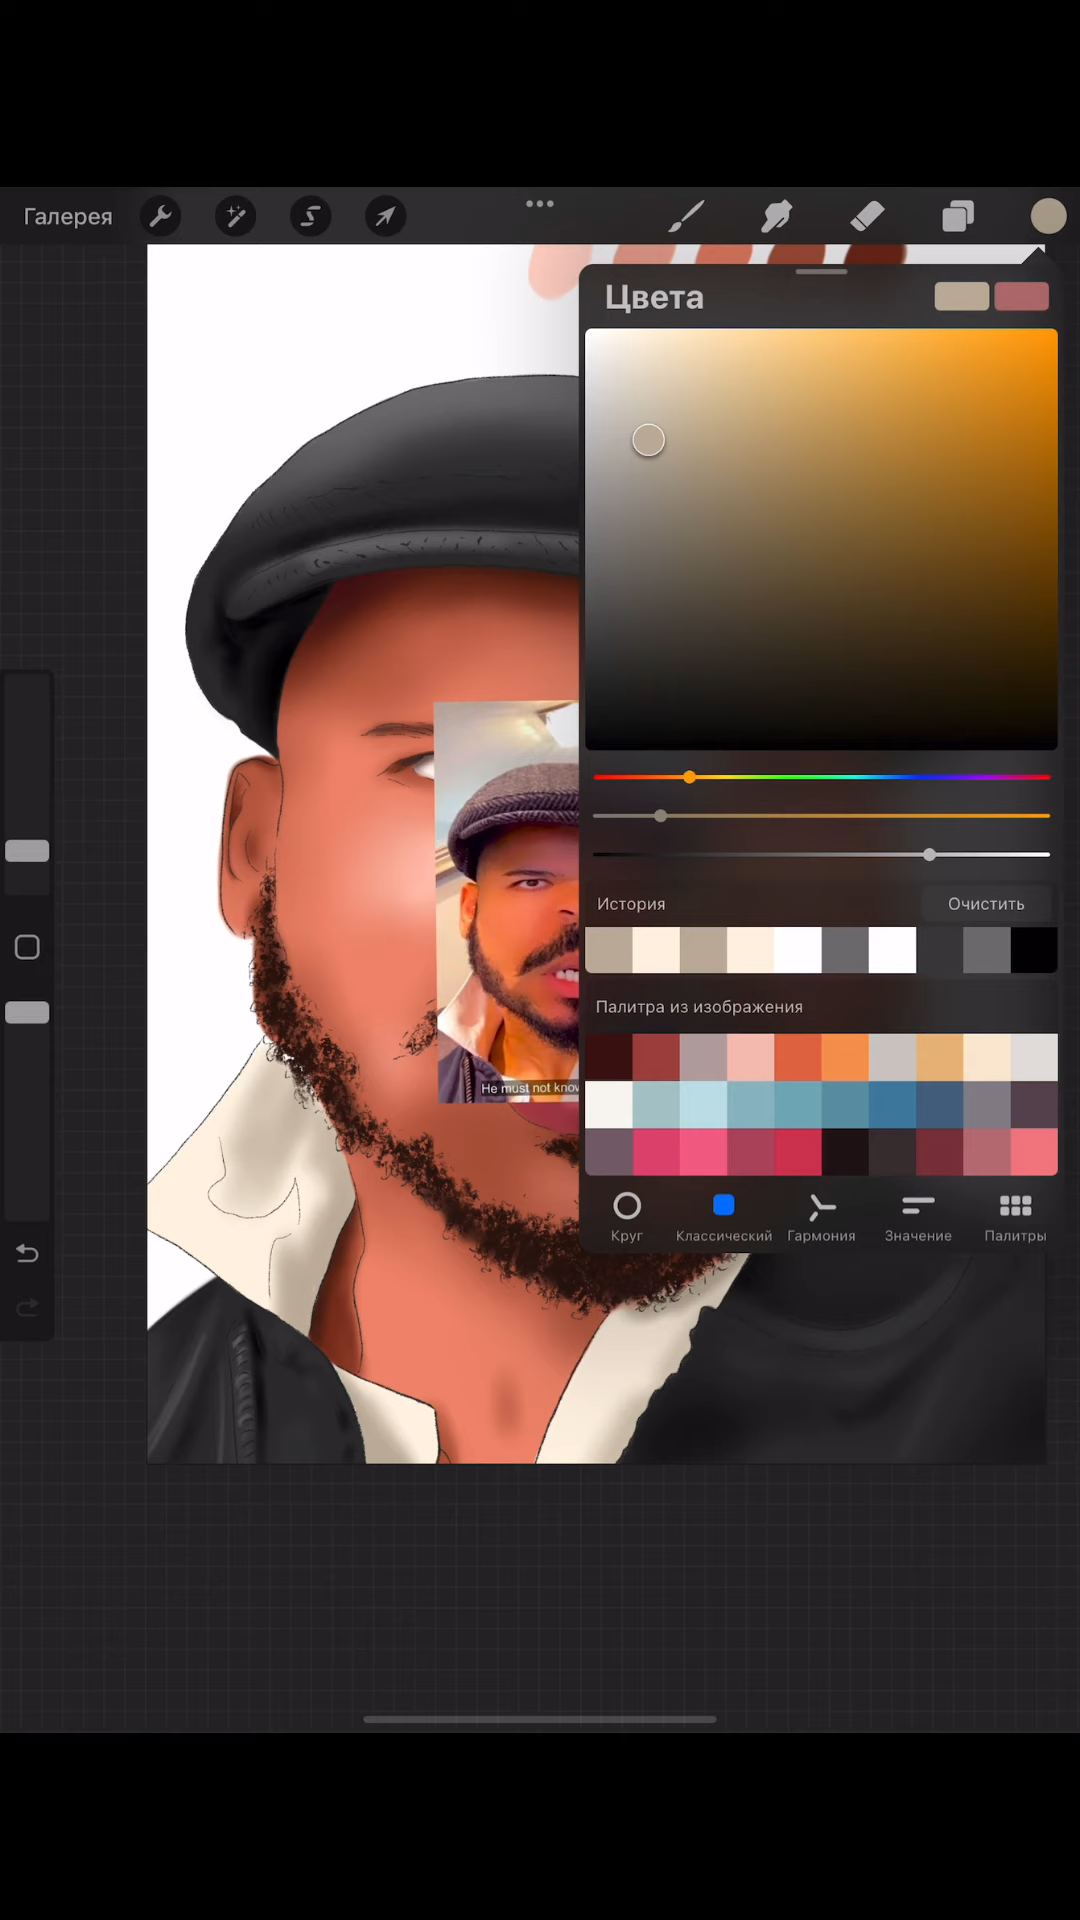 Галерея
Цвета
История
Очистить
Палитра из изображения
He must not know
Круг
Классический
Гармония
Значение
Палитры